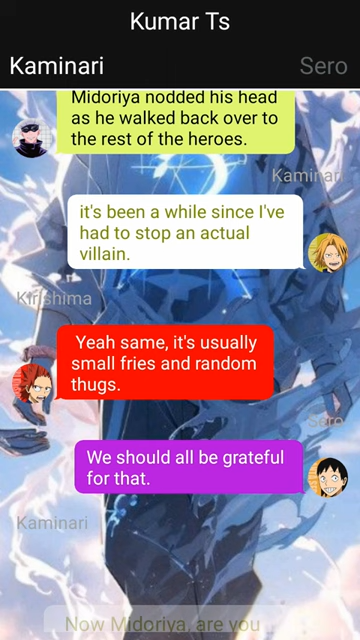 Kumar Ts
Kaminari
Sero
Midoriya nodded his head
as he walked back over to
the rest of the heroes.
Kaminari
it's been a while since I've
had to stop an actual
villain.
Kirishima
Yeah same, it's usually
small fries and random
thugs.
Sero
We should all be grateful
for that.
Kaminari
Now Midoriya, are you